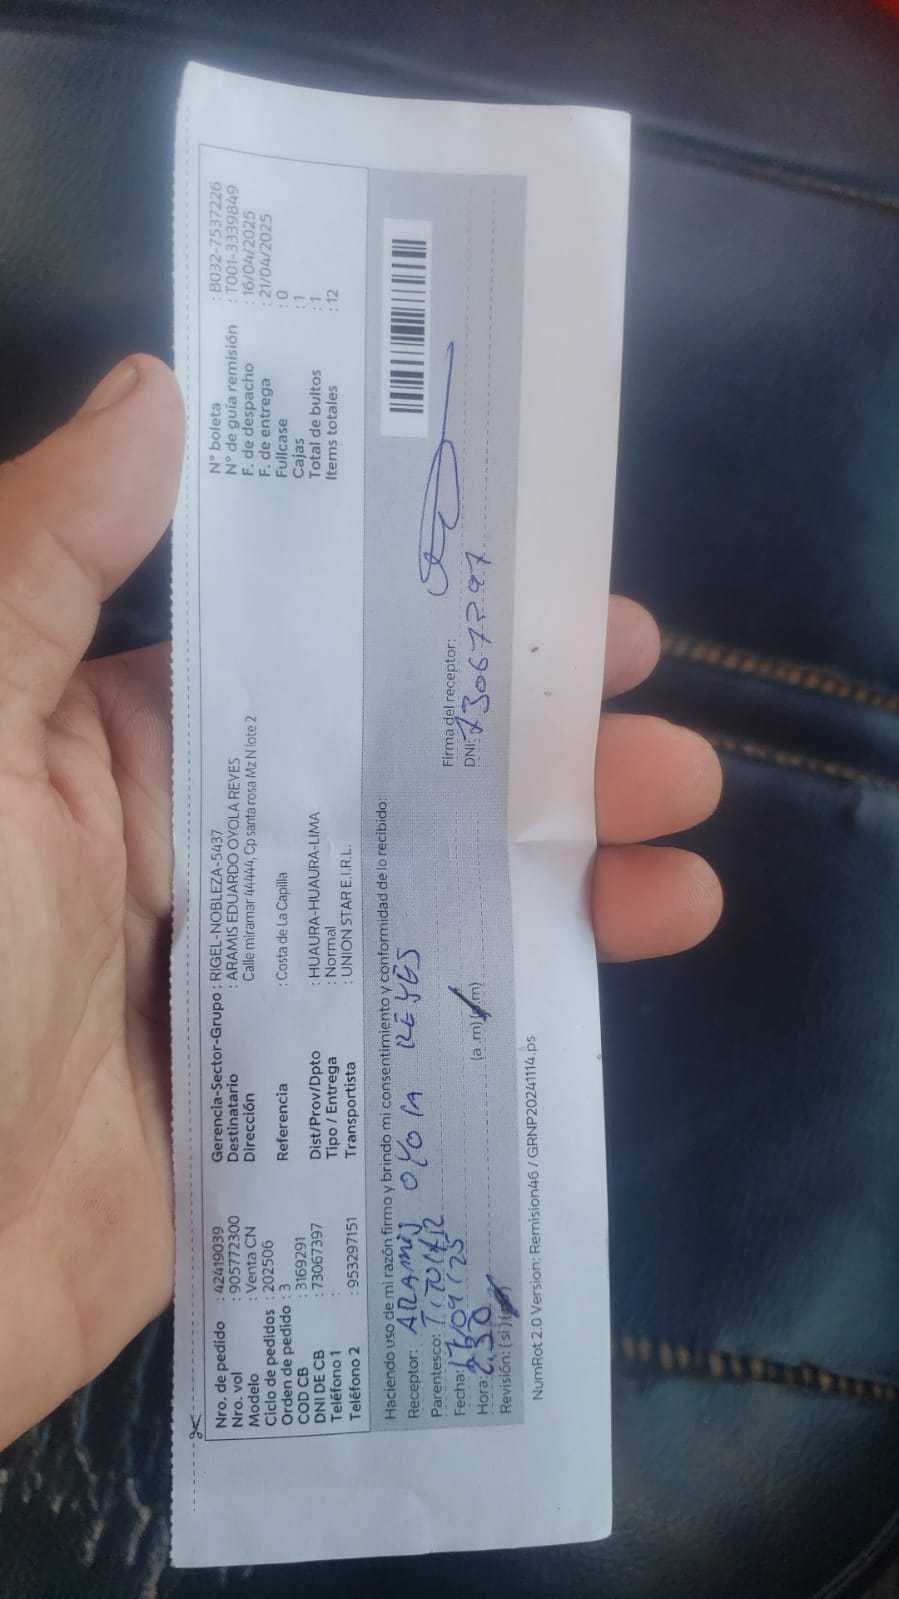 Nro. de pedido : 42419039
Nro. vol : 905772300
Modelo : Venta CN
Ciclo de pedidos : 202506
Orden de pedido : 3
COD CB : 3169291
DNI DE CB : 73067397
Teléfono 1 :
Teléfono 2 : 953297151
Gerencia-Sector-Grupo : RIGEL-NOBLEZA-5437
Destinatario : ARAMIS EDUARDO OYOLA REYES
Dirección Calle miramar 44444, Cp santa rosa Mz N lote 2
Referencia : Costa de La Capilla
Dist/Prov/Dpto : HUAURA-HUAURA-LIMA
Tipo / Entrega : Normal
Transportista : UNION STAR E.I.R.L.
N° boleta : B032-7537226
N° de guía remisión : T001-3339849
F. de despacho : 16/04/2025
F. de entrega : 21/04/2025
Fullcase : 0
Cajas : 1
Total de bultos : 1
Items totales : 12
Haciendo uso de mi razón firmo y brindo mi consentimiento y conformidad de lo recibido:
Receptor: ARAMIS OYOLA REYES
Parentesco: TITULAR
Fecha:
Hora: 2:30 (a.m) (p.m)
Revisión: (si)
Firma del receptor:
DNI:
NumRot 2.0 Version: Remision46 / GRNP20241114.ps